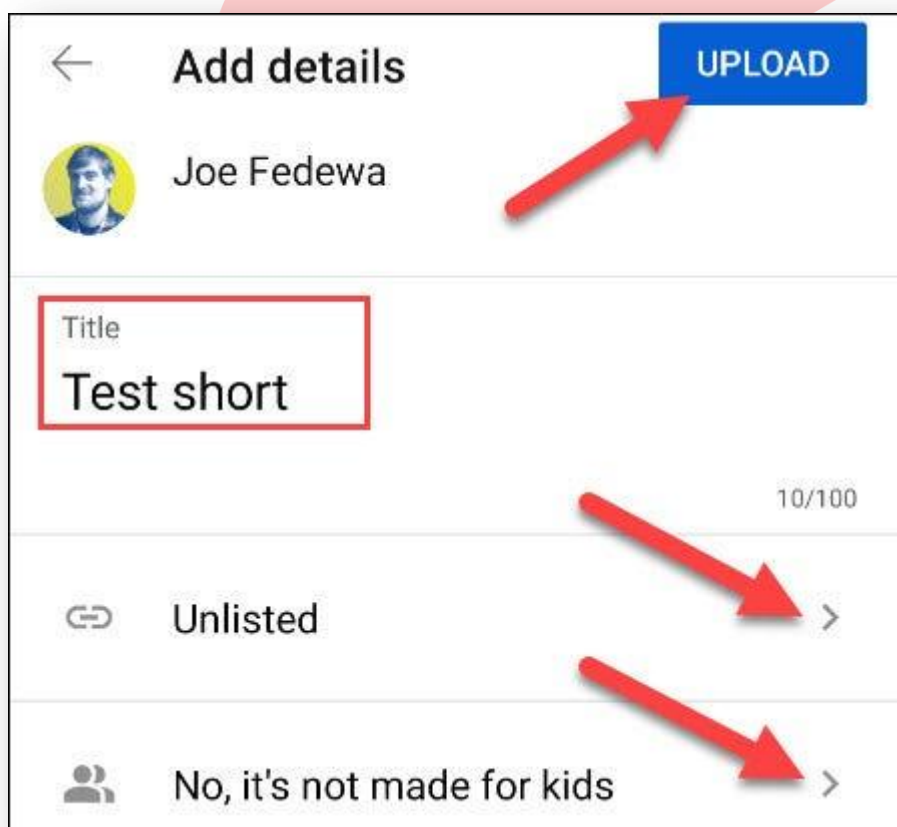 Add details
UPLOAD
Joe Fedewa
Title
Test short
10/100
Unlisted
No, it's not made for kids